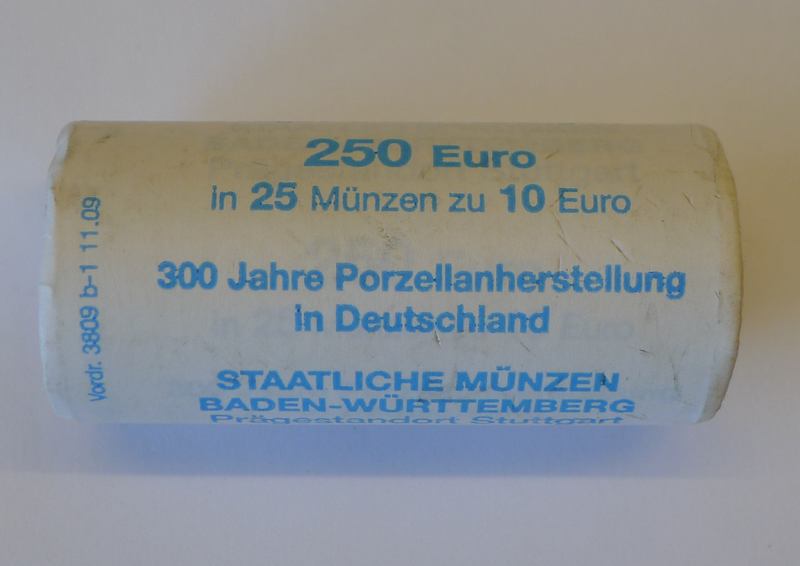 250 Euro
in 25 Münzen zu 10 Euro
300 Jahre Porzellanherstellung
in Deutschland
STAATLICHE MÜNZEN
BADEN-WÜRTTEMBERG
Prägestandort Stuttgart
Vordr. 3809 b-1 11.09